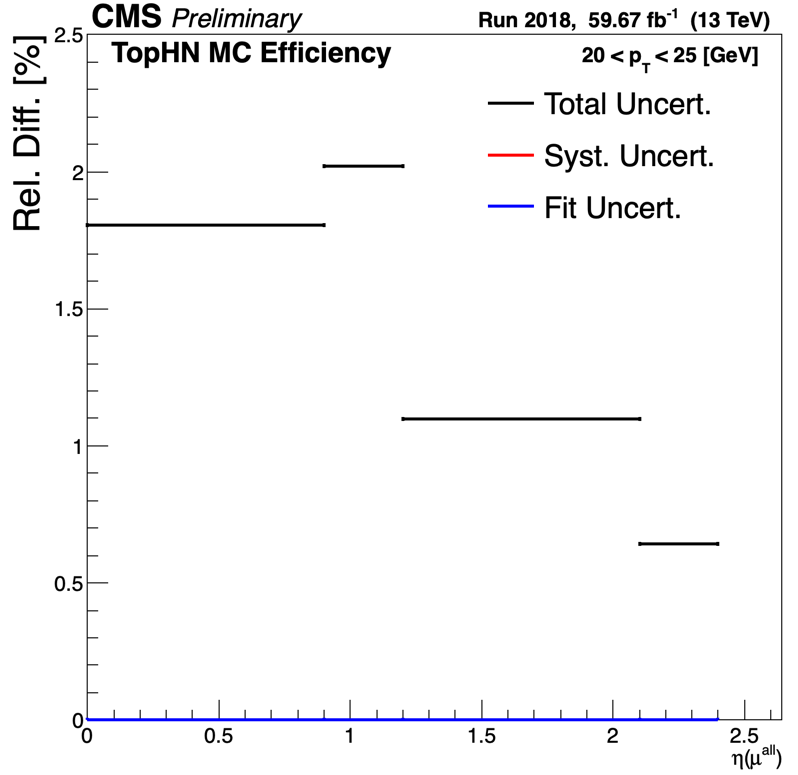 CMS Preliminary
Run 2018, 59.67 fb⁻¹ (13 TeV)
TopHN MC Efficiency
20 < p_T < 25 [GeV]
Total Uncert.
Syst. Uncert.
Fit Uncert.
Rel. Diff. [%]
2.5
2
1.5
1
0.5
0
0 0.5 1 1.5 2 2.5
η(μ^all)